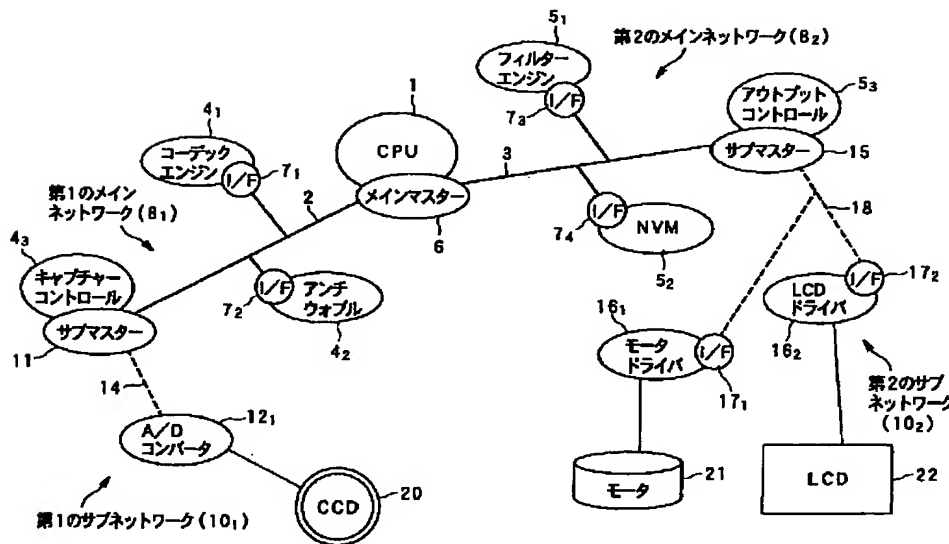 5₁
第2のメインネットワーク(8₂)
フィルター
エンジン
I/F
7₃
アウトプット
コントロール
5₃
サブマスター
15
1
CPU
メインマスター
6
3
4₁
コーデック
エンジン
I/F
7₁
第1のメイン
ネットワーク(8₁)
2
I/F
7₄
NVM
5₂
18
4₃
キャプチャー
コントロール
サブマスター
11
I/F
7₂
アンチ
ウォブル
4₂
I/F
17₂
LCD
ドライバ
16₂
16₁
モータ
ドライバ
I/F
17₁
14
12₁
A/D
コンバータ
第2のサブ
ネットワーク
(10₂)
CCD
20
モータ
21
LCD
22
第1のサブネットワーク(10₁)